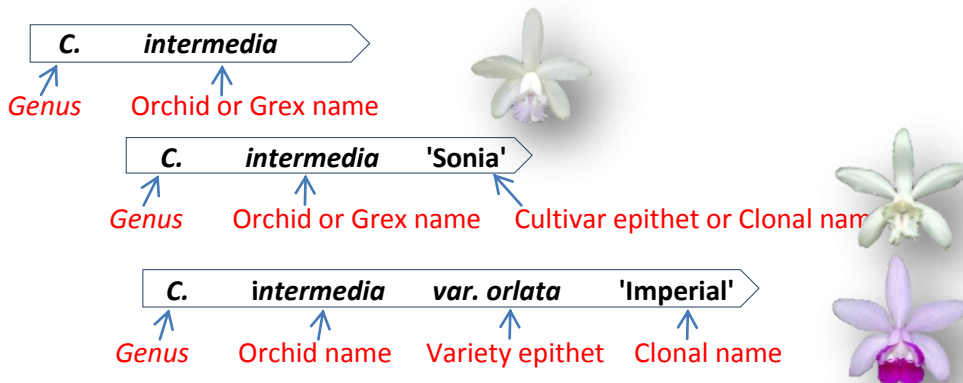 C. intermedia
Genus Orchid or Grex name
C. intermedia 'Sonia'
Genus Orchid or Grex name Cultivar epithet or Clonal nam
C. intermedia var. orlata 'Imperial'
Genus Orchid name Variety epithet Clonal name